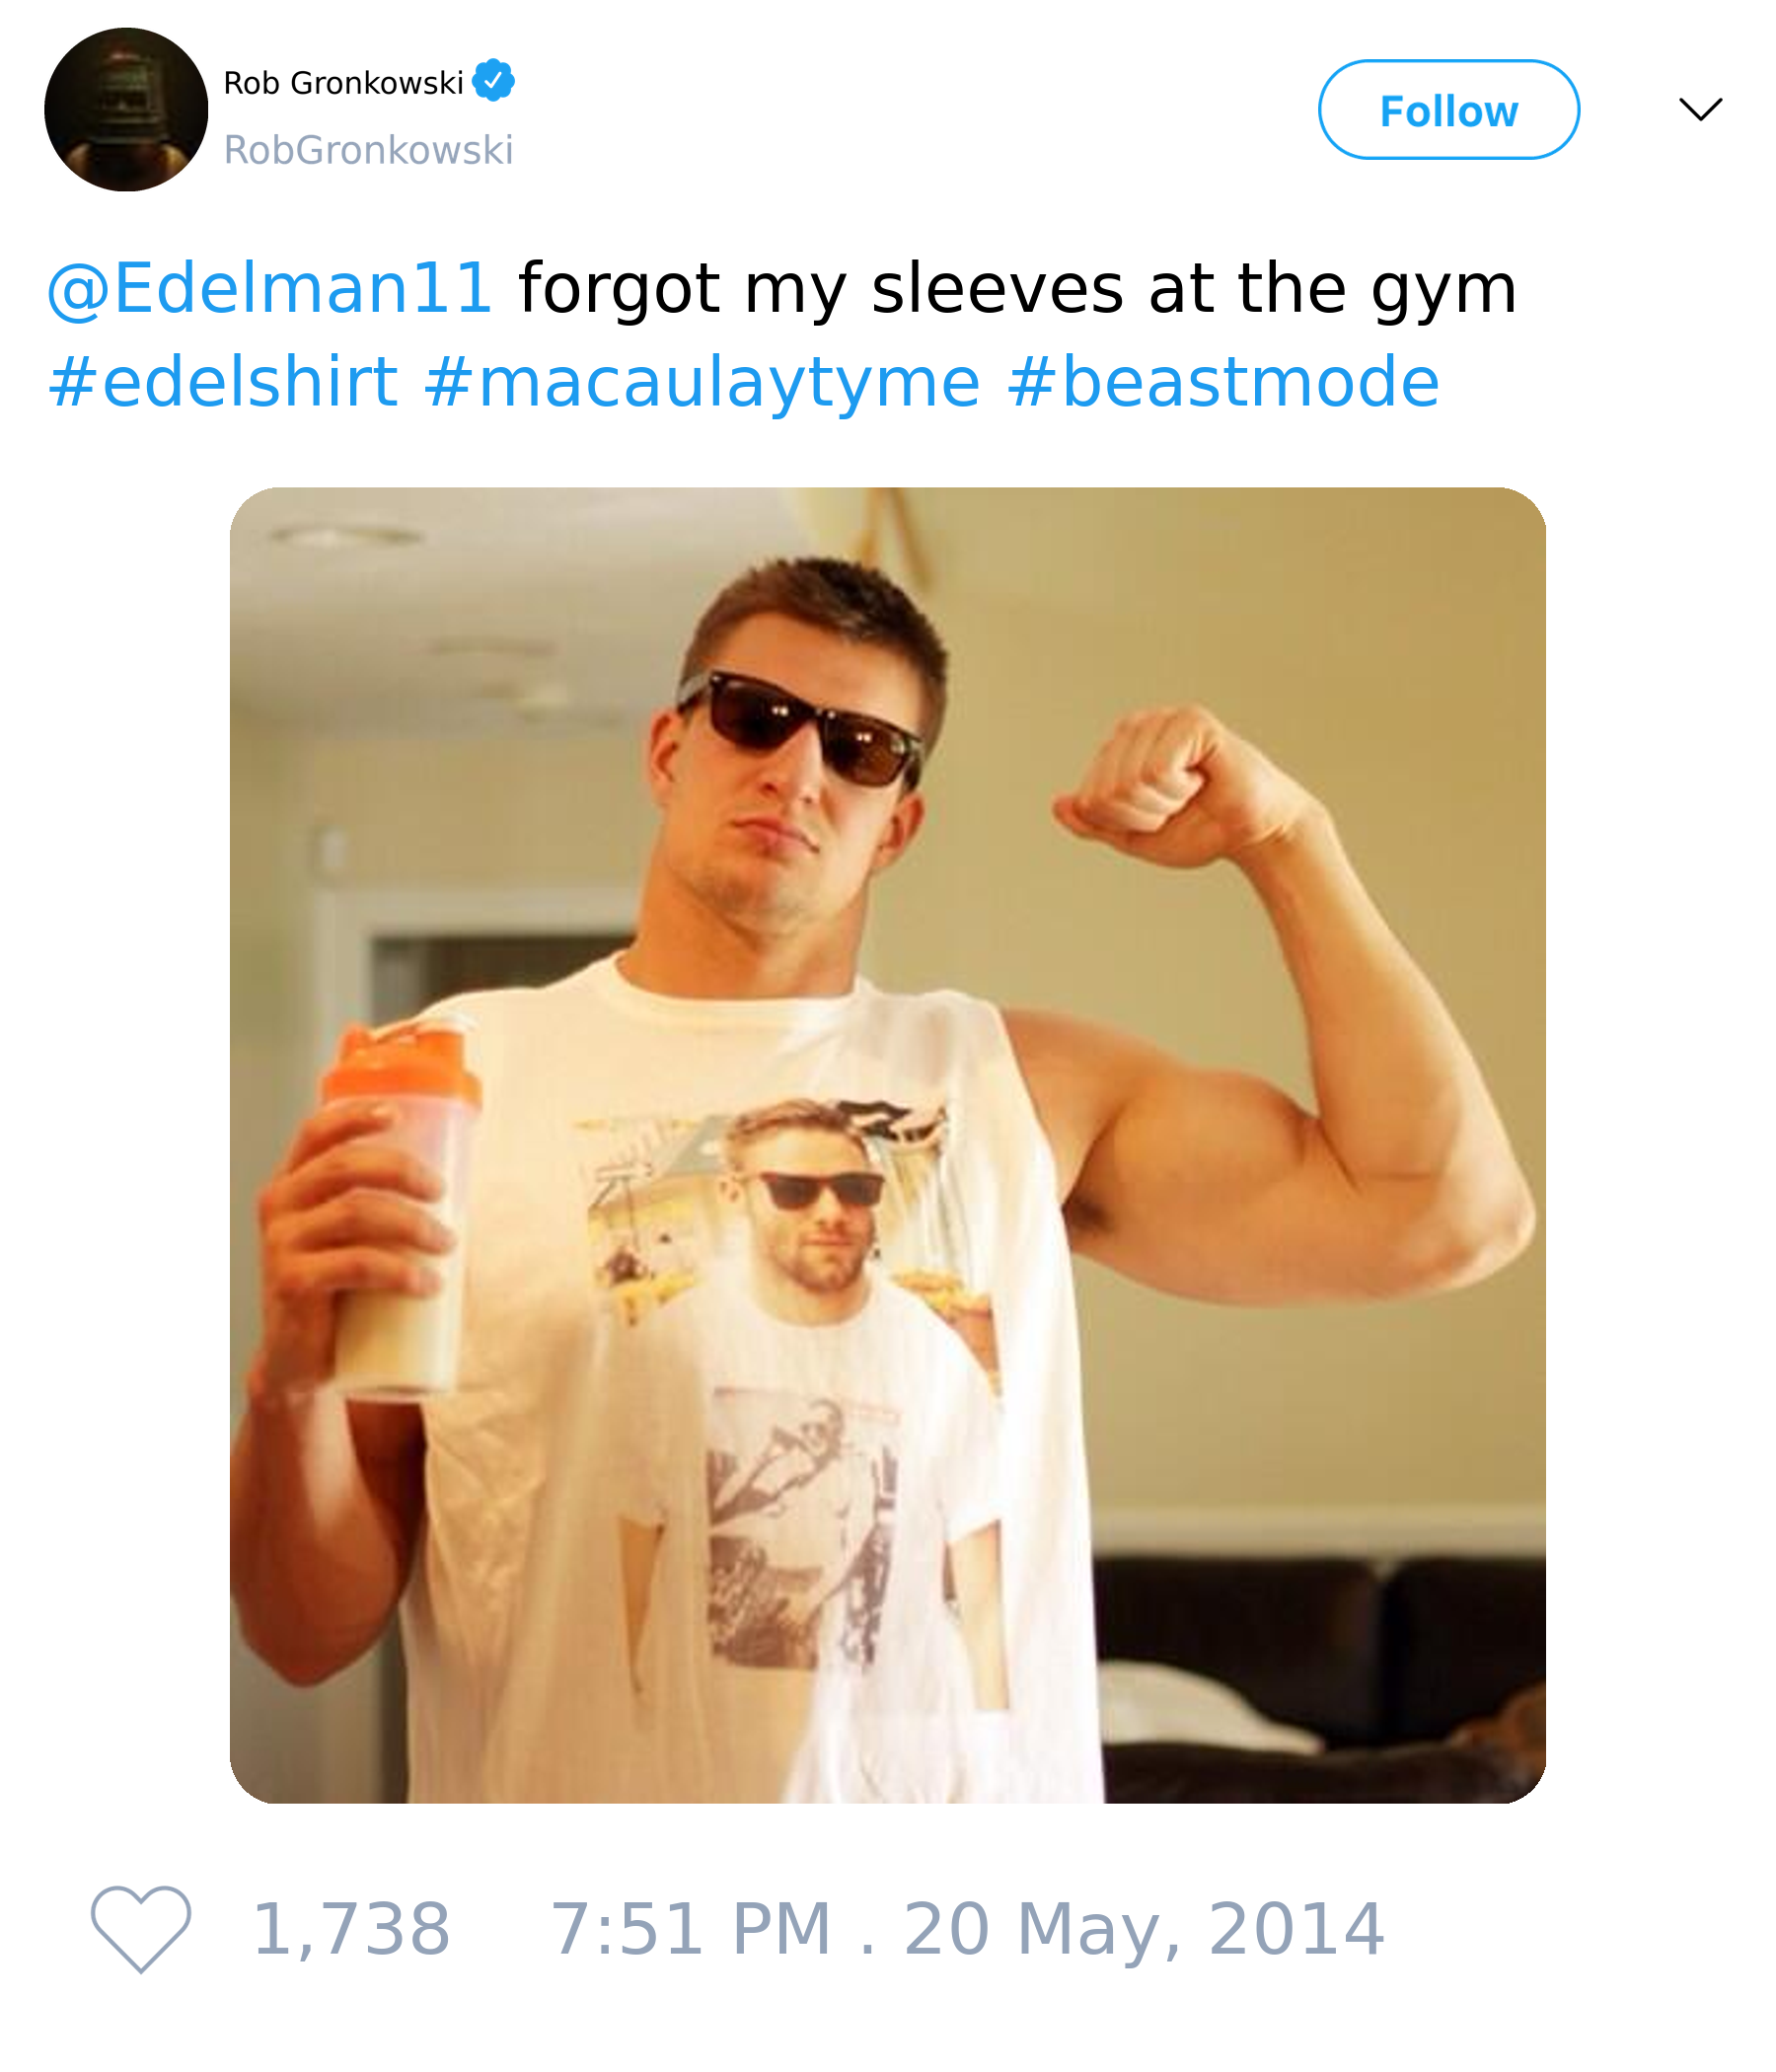 Rob Gronkowski
RobGronkowski
Follow
@Edelman11 forgot my sleeves at the gym
#edelshirt #macaulaytyme #beastmode
1,738 7:51 PM . 20 May, 2014